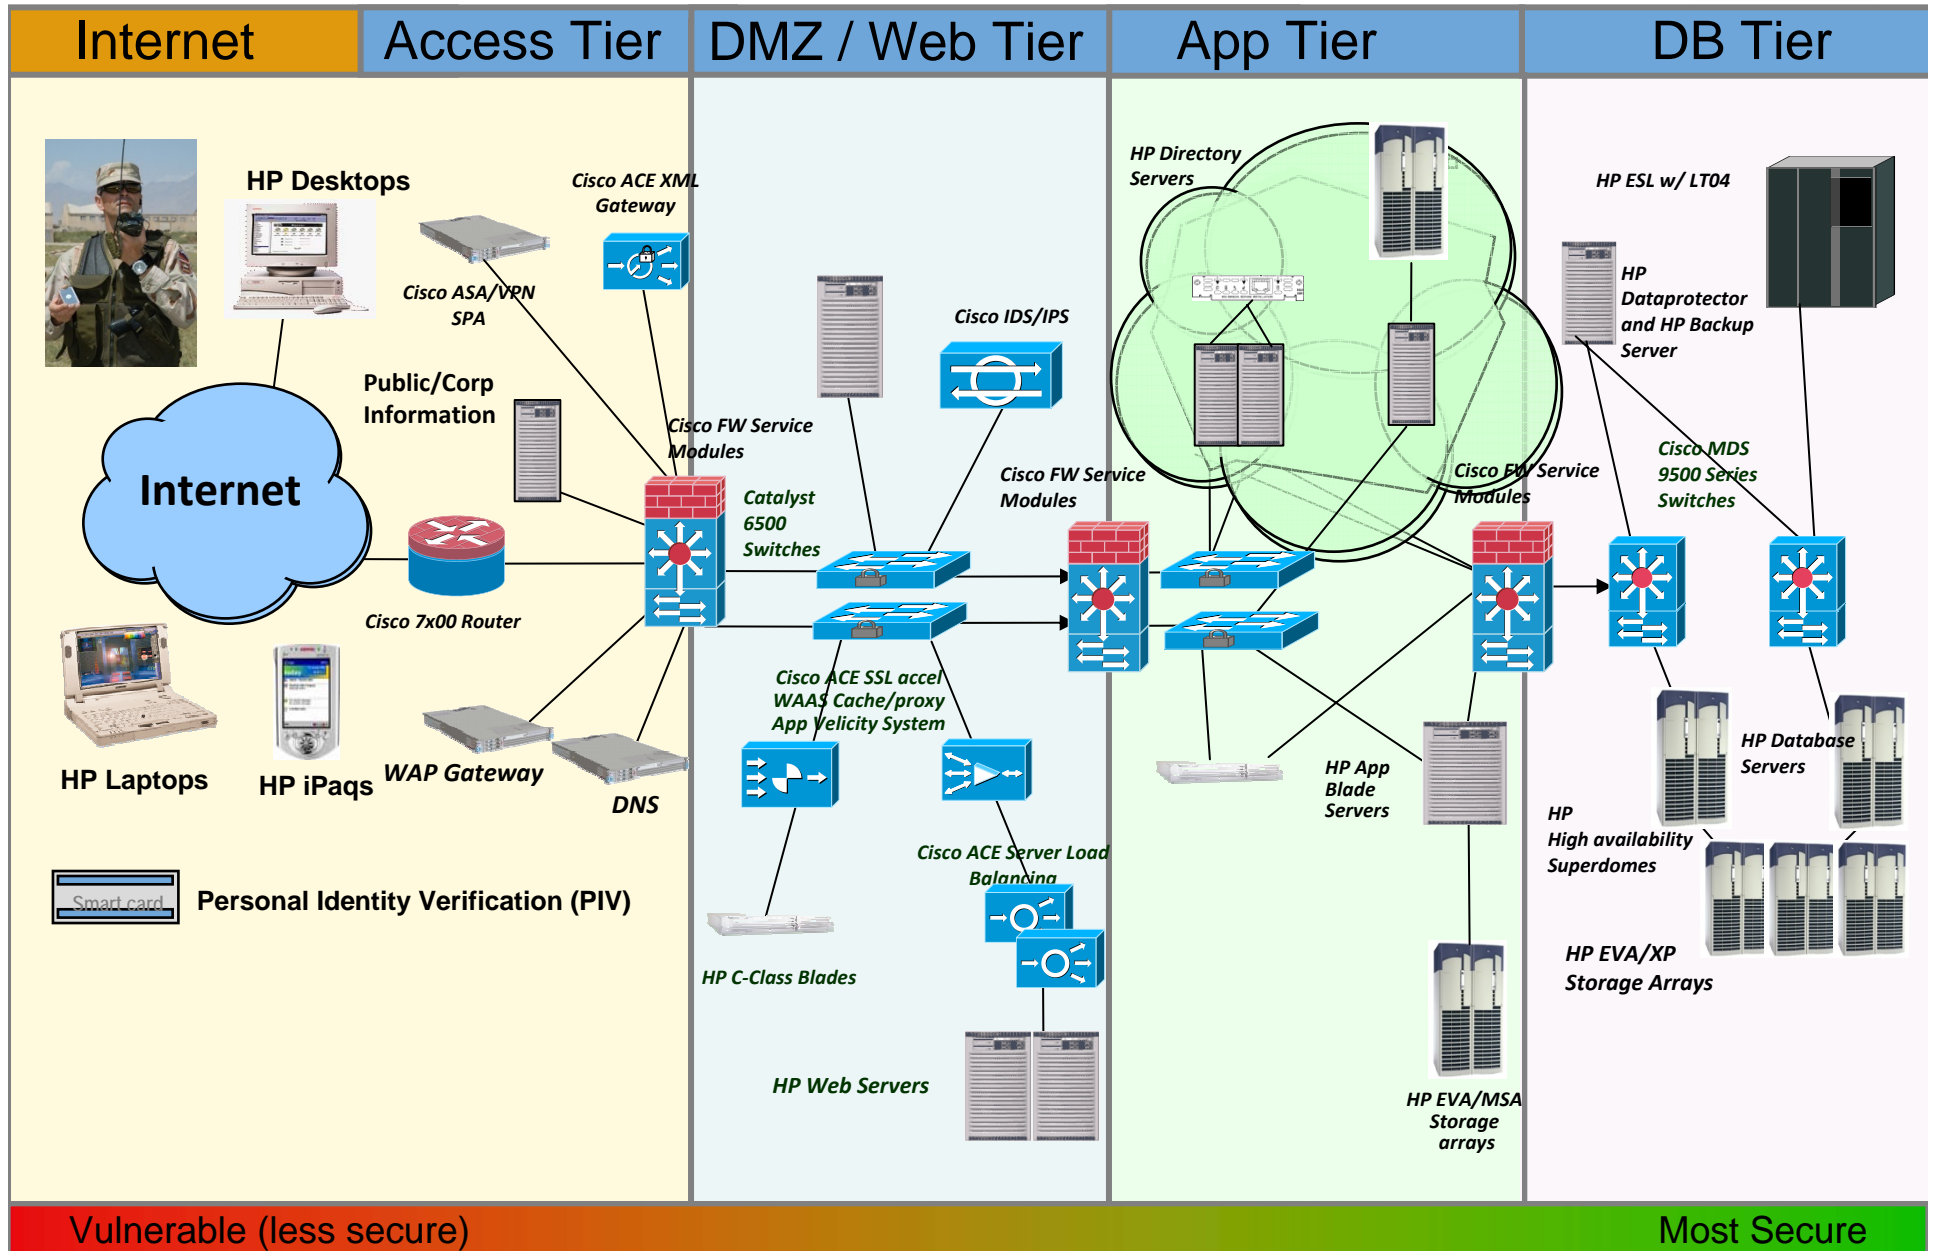 Internet
Access Tier
DMZ / Web Tier
App Tier
DB Tier
HP Desktops
Cisco ACE XML
Gateway
Cisco ASA/VPN
SPA
Public/Corp
Information
Internet
Cisco 7x00 Router
HP Laptops
HP iPaqs
WAP Gateway
DNS
Smart card
Personal Identity Verification (PIV)
Cisco FW Service
Modules
Catalyst
6500
Switches
Cisco IDS/IPS
Cisco FW Service
Modules
Cisco ACE SSL accel
WAAS Cache/proxy
App Velicity System
Cisco ACE Server Load
Balancing
HP C-Class Blades
HP Web Servers
HP Directory
Servers
Cisco FW Service
Modules
HP App
Blade
Servers
HP EVA/MSA
Storage
arrays
HP ESL w/ LT04
HP
Dataprotector
and HP Backup
Server
Cisco MDS
9500 Series
Switches
HP Database
Servers
HP
High availability
Superdomes
HP EVA/XP
Storage Arrays
Vulnerable (less secure)
Most Secure